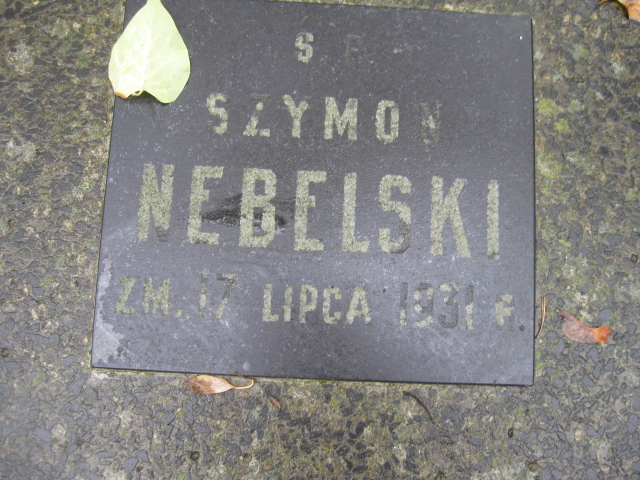 S P
SZYMON
NEBELSKI
ZM. 17 LIPCA 1931 R.